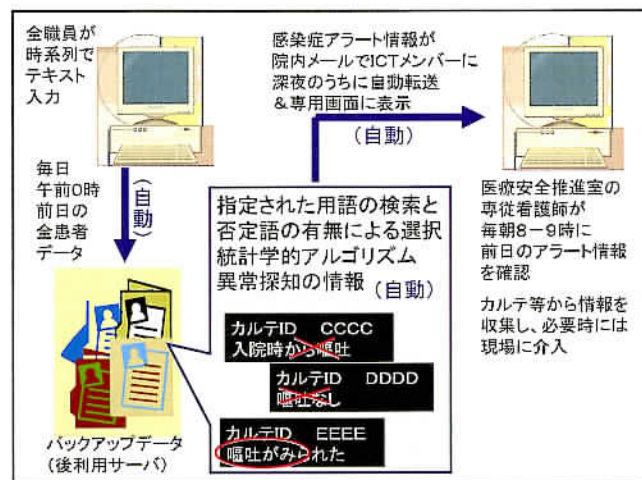 全職員が
時系列で
テキスト
入力
感染症アラート情報が
院内メールでICTメンバーに
深夜のうちに自動転送
&専用画面に表示
(自動)
毎日
午前0時
前日の
全患者
データ
(自動)
指定された用語の検索と
否定語の有無による選択
統計学的アルゴリズム
異常探知の情報 (自動)
カルテID CCCC
入院時から嘔吐
カルテID DDDD
嘔吐なし
カルテID EEEE
嘔吐がみられた
バックアップデータ
(後利用サーバ)
医療安全推進室の
専従看護師が
毎朝8-9時に
前日のアラート情報
を確認
カルテ等から情報を
収集し、必要時には
現場に介入